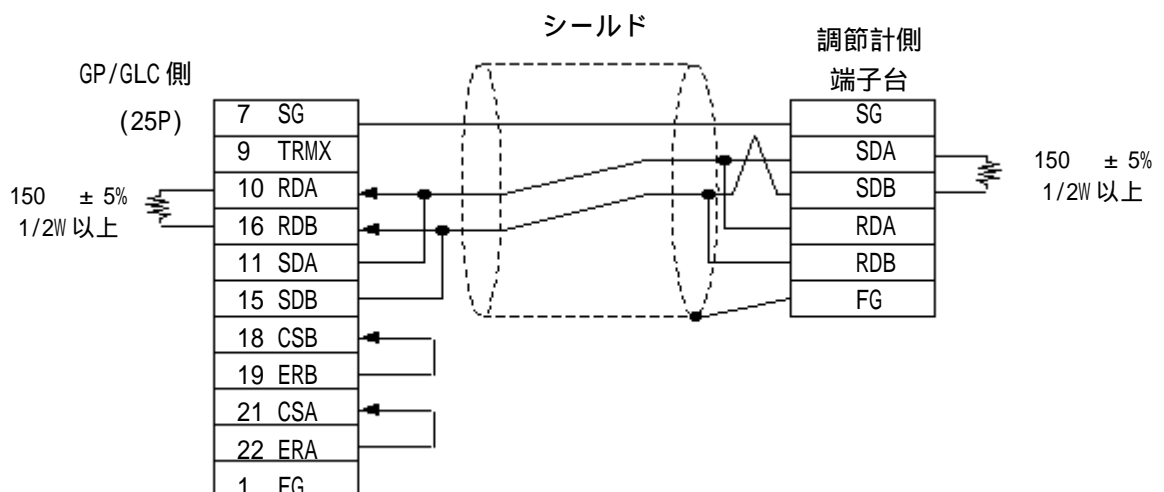 シールド
GP/GLC 側
(25P)
7 SG
9 TRMX
10 RDA
16 RDB
11 SDA
15 SDB
18 CSB
19 ERB
21 CSA
22 ERA
1 FG
150 ± 5%
1/2W 以上
調節計側
端子台
SG
SDA
SDB
RDA
RDB
FG
150 ± 5%
1/2W 以上